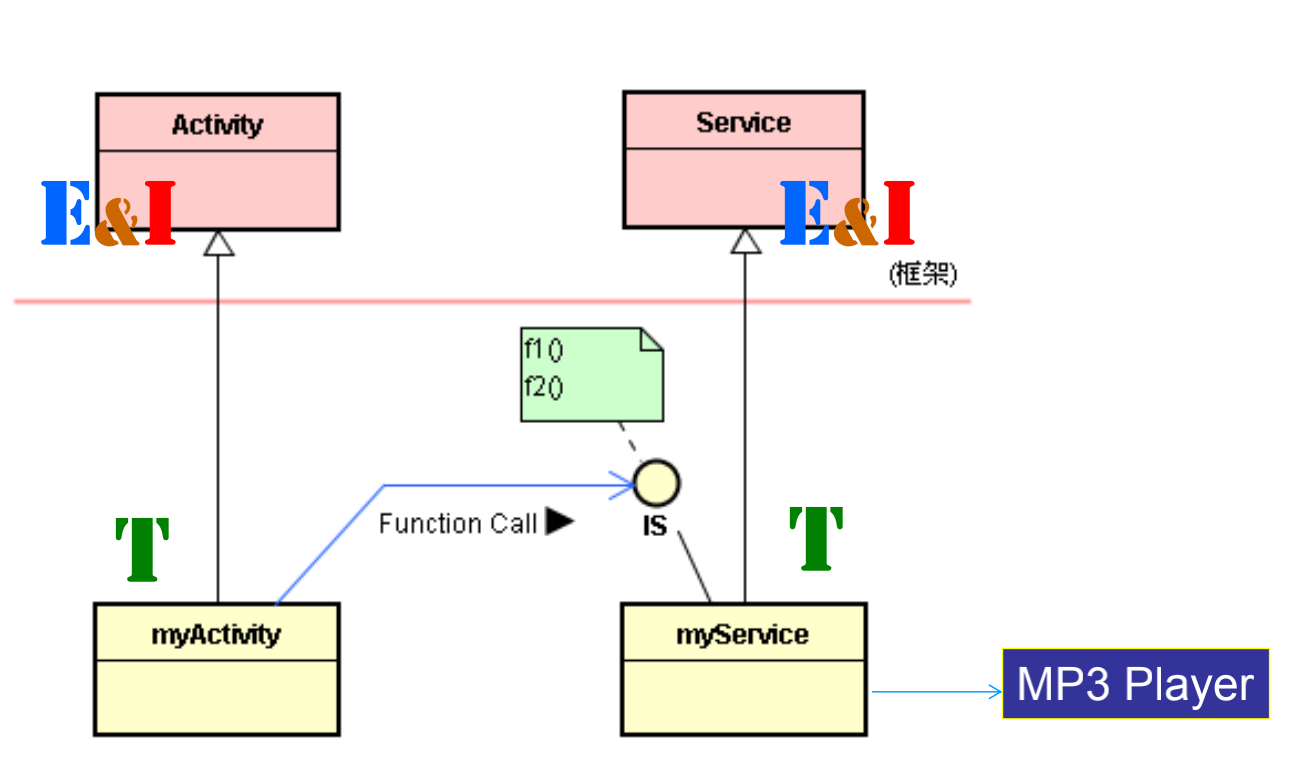 Activity
Service
E&I
E&I
(框架)
f1()
f2()
Function Call
IS
T
T
myActivity
myService
MP3 Player